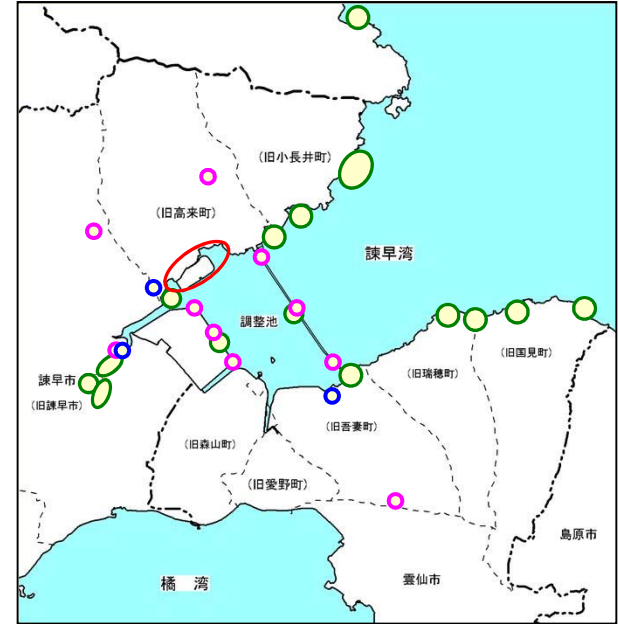 (旧小長井町)
(旧高来町)
諫早湾
調整池
(旧国見町)
(旧瑞穂町)
諫早市
(旧諫早市)
(旧吾妻町)
(旧森山町)
(旧愛野町)
島原市
橘 湾
雲仙市